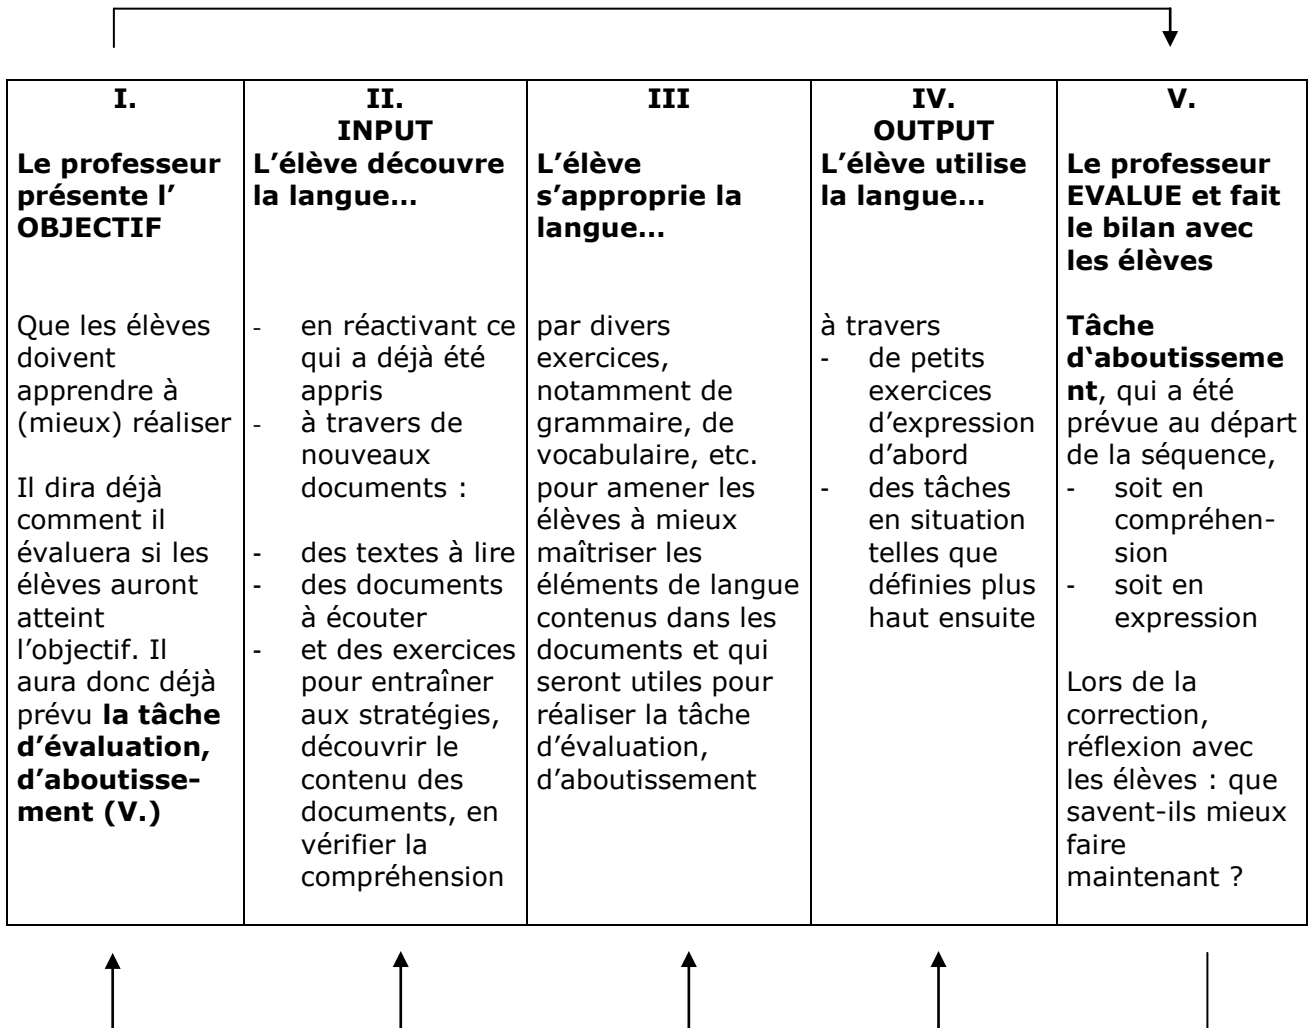 I.
Le professeur
présente l’
OBJECTIF
Que les élèves
doivent
apprendre à
(mieux) réaliser
Il dira déjà
comment il
évaluera si les
élèves auront
atteint
l’objectif. Il
aura donc déjà
prévu la tâche
d’évaluation,
d’aboutisse-
ment (V.)
II.
INPUT
L’élève découvre
la langue…
- en réactivant ce
qui a déjà été
appris
- à travers de
nouveaux
documents :
- des textes à lire
- des documents
à écouter
- et des exercices
pour entraîner
aux stratégies,
découvrir le
contenu des
documents, en
vérifier la
compréhension
III
L’élève
s’approprie la
langue…
par divers
exercices,
notamment de
grammaire, de
vocabulaire, etc.
pour amener les
élèves à mieux
maîtriser les
éléments de langue
contenus dans les
documents et qui
seront utiles pour
réaliser la tâche
d’évaluation,
d’aboutissement
IV.
OUTPUT
L’élève utilise
la langue…
à travers
- de petits
exercices
d’expression
d’abord
- des tâches
en situation
telles que
définies plus
haut ensuite
V.
Le professeur
EVALUE et fait
le bilan avec
les élèves
Tâche
d‘aboutisseme
nt, qui a été
prévue au départ
de la séquence,
- soit en
compréhen-
sion
- soit en
expression
Lors de la
correction,
réflexion avec
les élèves : que
savent-ils mieux
faire
maintenant ?